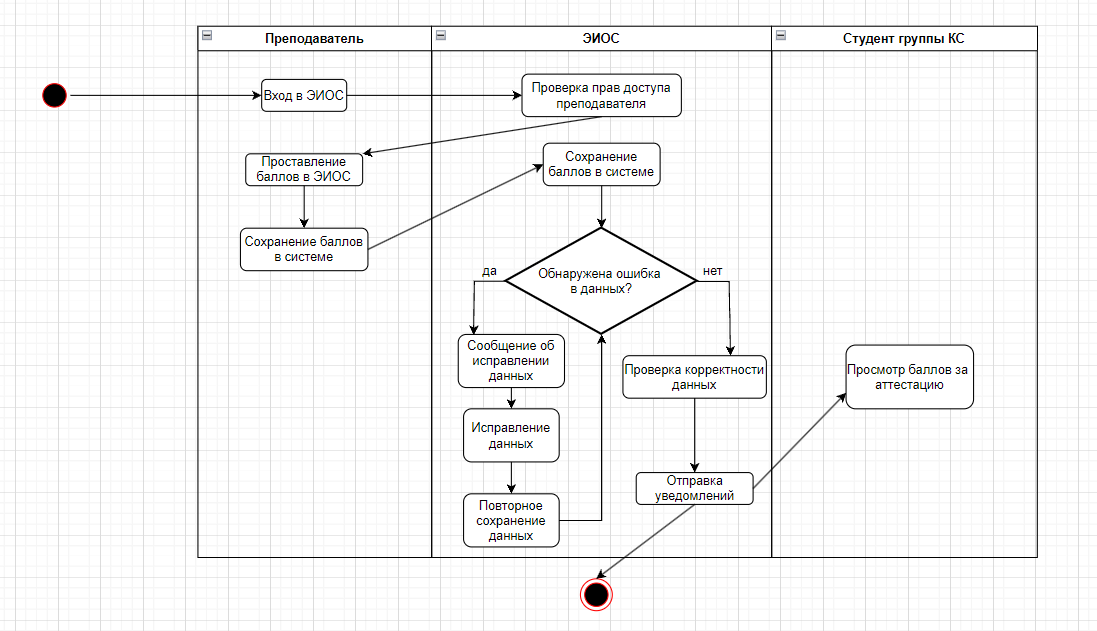 Преподаватель
ЭИОС
Студент группы КС
Вход в ЭИОС
Проверка прав доступа
преподавателя
Проставление
баллов в ЭИОС
Сохранение
баллов в системе
Сохранение баллов
в системе
Обнаружена ошибка
в данных?
да
нет
Сообщение об
исправлении
данных
Проверка корректности
данных
Просмотр баллов за
аттестацию
Исправление
данных
Отправка
уведомлений
Повторное
сохранение
данных